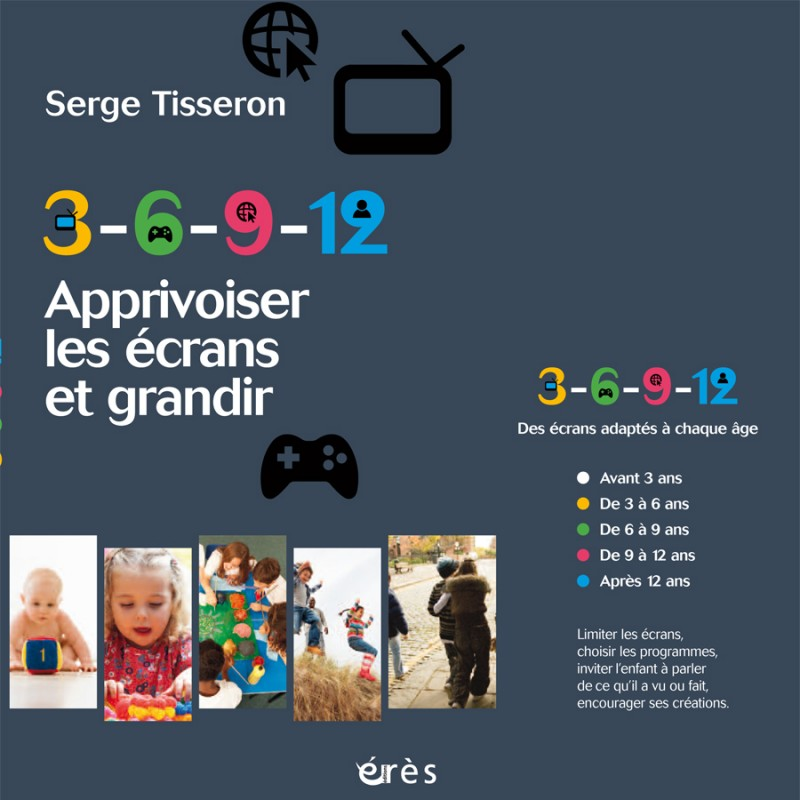 Serge Tisseron
3-6-9-12
Apprivoiser
les écrans
et grandir
1
3-6-9-12
Des écrans adaptés à chaque âge
Avant 3 ans
De 3 à 6 ans
De 6 à 9 ans
De 9 à 12 ans
Après 12 ans
Limiter les écrans,
choisir les programmes,
inviter l'enfant à parler
de ce qu'il a vu ou fait,
encourager ses créations.
érès